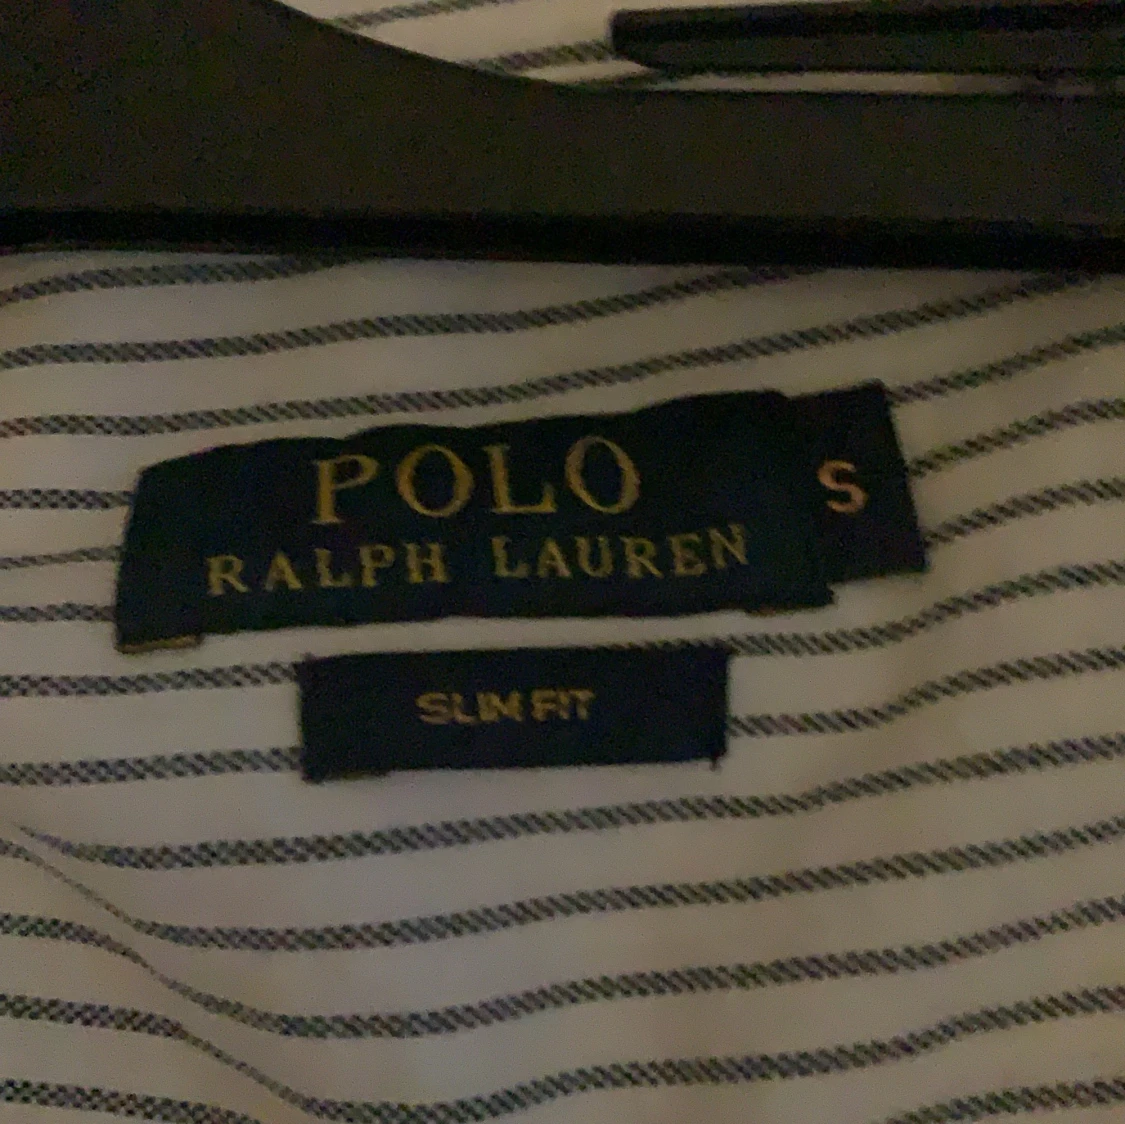 POLO
RALPH LAUREN
S
SLIM FIT